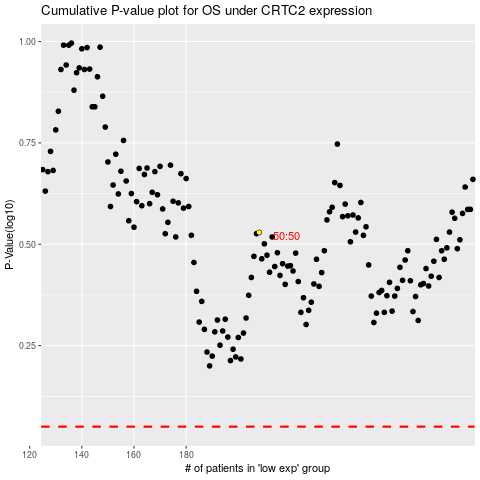 Cumulative P-value plot for OS under CRTC2 expression
P-Value(log10)
1.00
0.75
0.50
0.25
50:50
120 140 160 180
# of patients in 'low exp' group